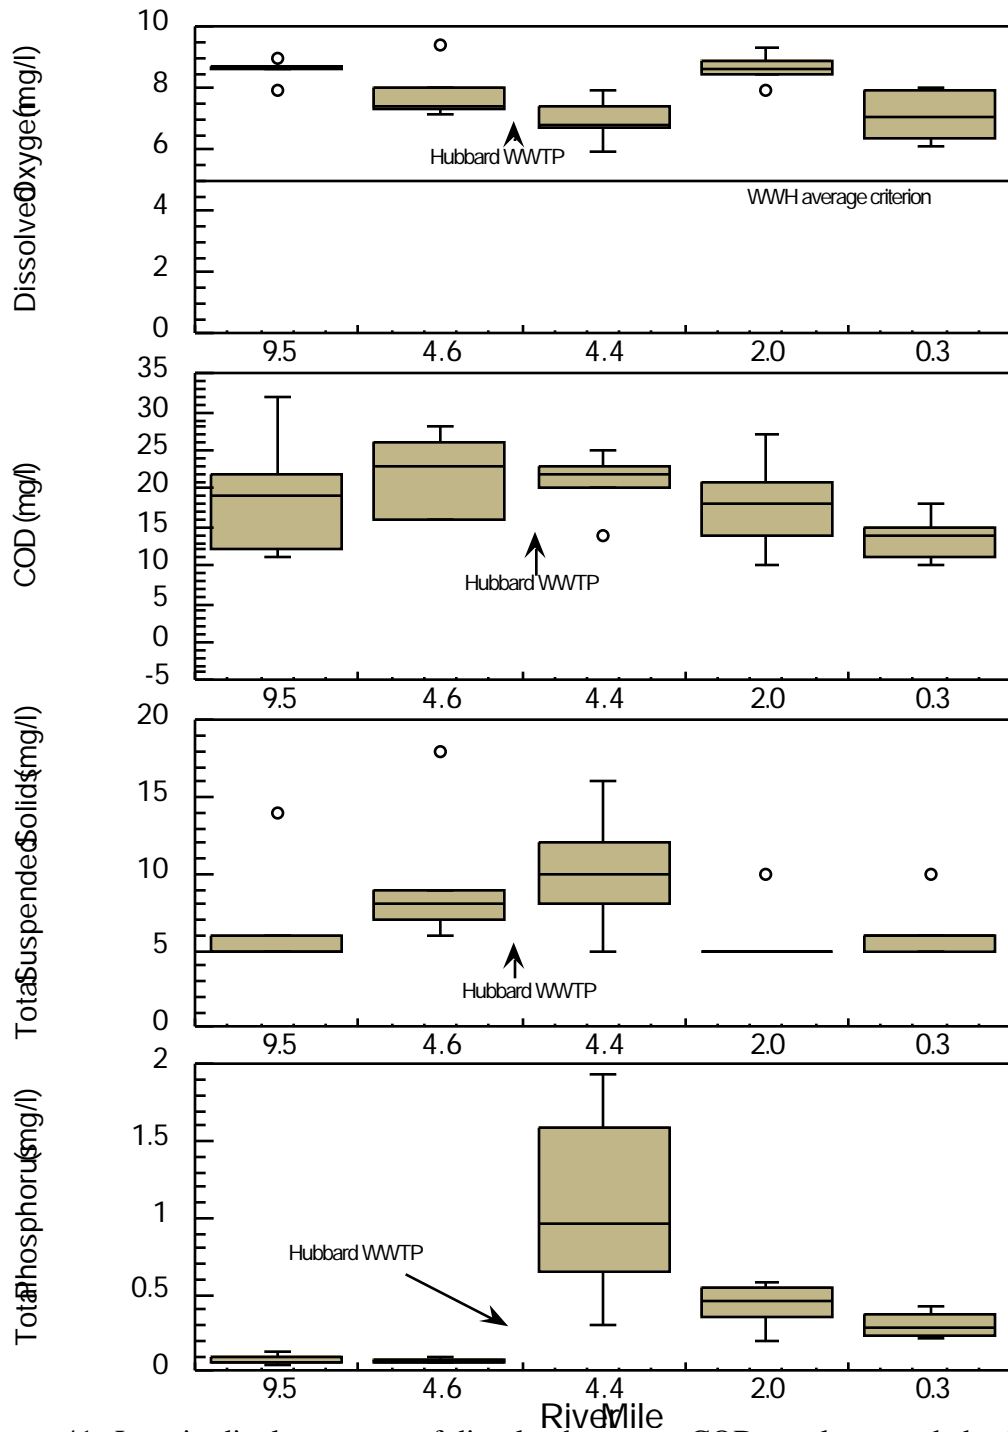 Dissolved Oxygen (mg/l)
10
8
6
4
2
0
Hubbard WWTP
WWH average criterion
9.5 4.6 4.4 2.0 0.3
COD (mg/l)
35
30
25
20
15
10
5
0
-5
Hubbard WWTP
9.5 4.6 4.4 2.0 0.3
Total Suspended Solids (mg/l)
20
15
10
5
0
Hubbard WWTP
9.5 4.6 4.4 2.0 0.3
Total Phosphorus (mg/l)
2
1.5
1
0.5
0
Hubbard WWTP
9.5 4.6 4.4 2.0 0.3
River Mile